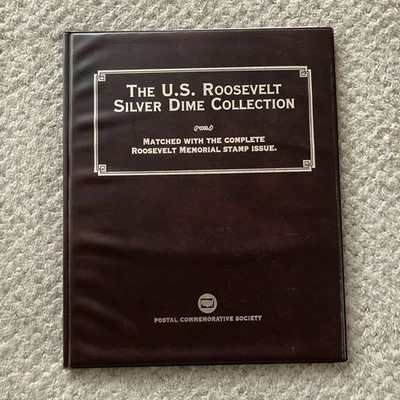 THE U.S. ROOSEVELT
SILVER DIME COLLECTION
MATCHED WITH THE COMPLETE
ROOSEVELT MEMORIAL STAMP ISSUE.
POSTAL COMMEMORATIVE SOCIETY